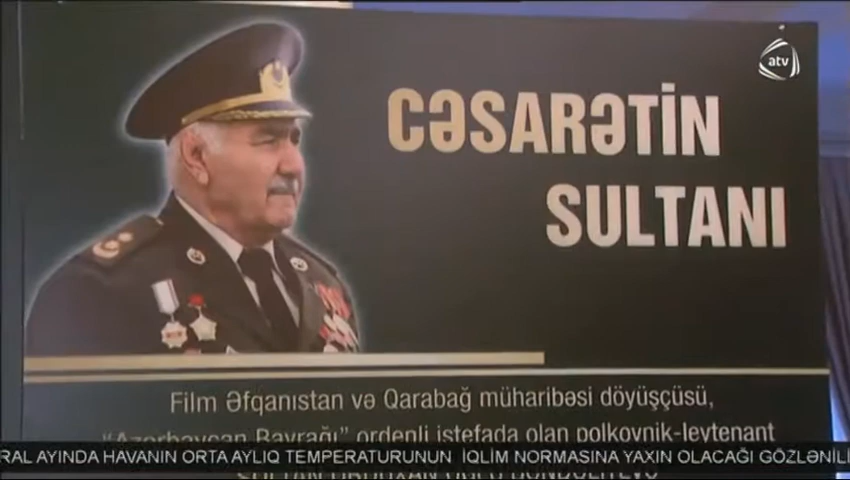 atv
CƏSARƏTİN
SULTANI
Film Əfqanıstan və Qarabağ müharibəsi döyüşçüsü,
"Azərbaycan Bayrağı" ordenli istefada olan polkovnik-leytenant
RAL AYINDA HAVANIN ORTA AYLIQ TEMPERATURUNUN İQLİM NORMASINA YAXIN OLACAĞI GÖZLƏNİLİ